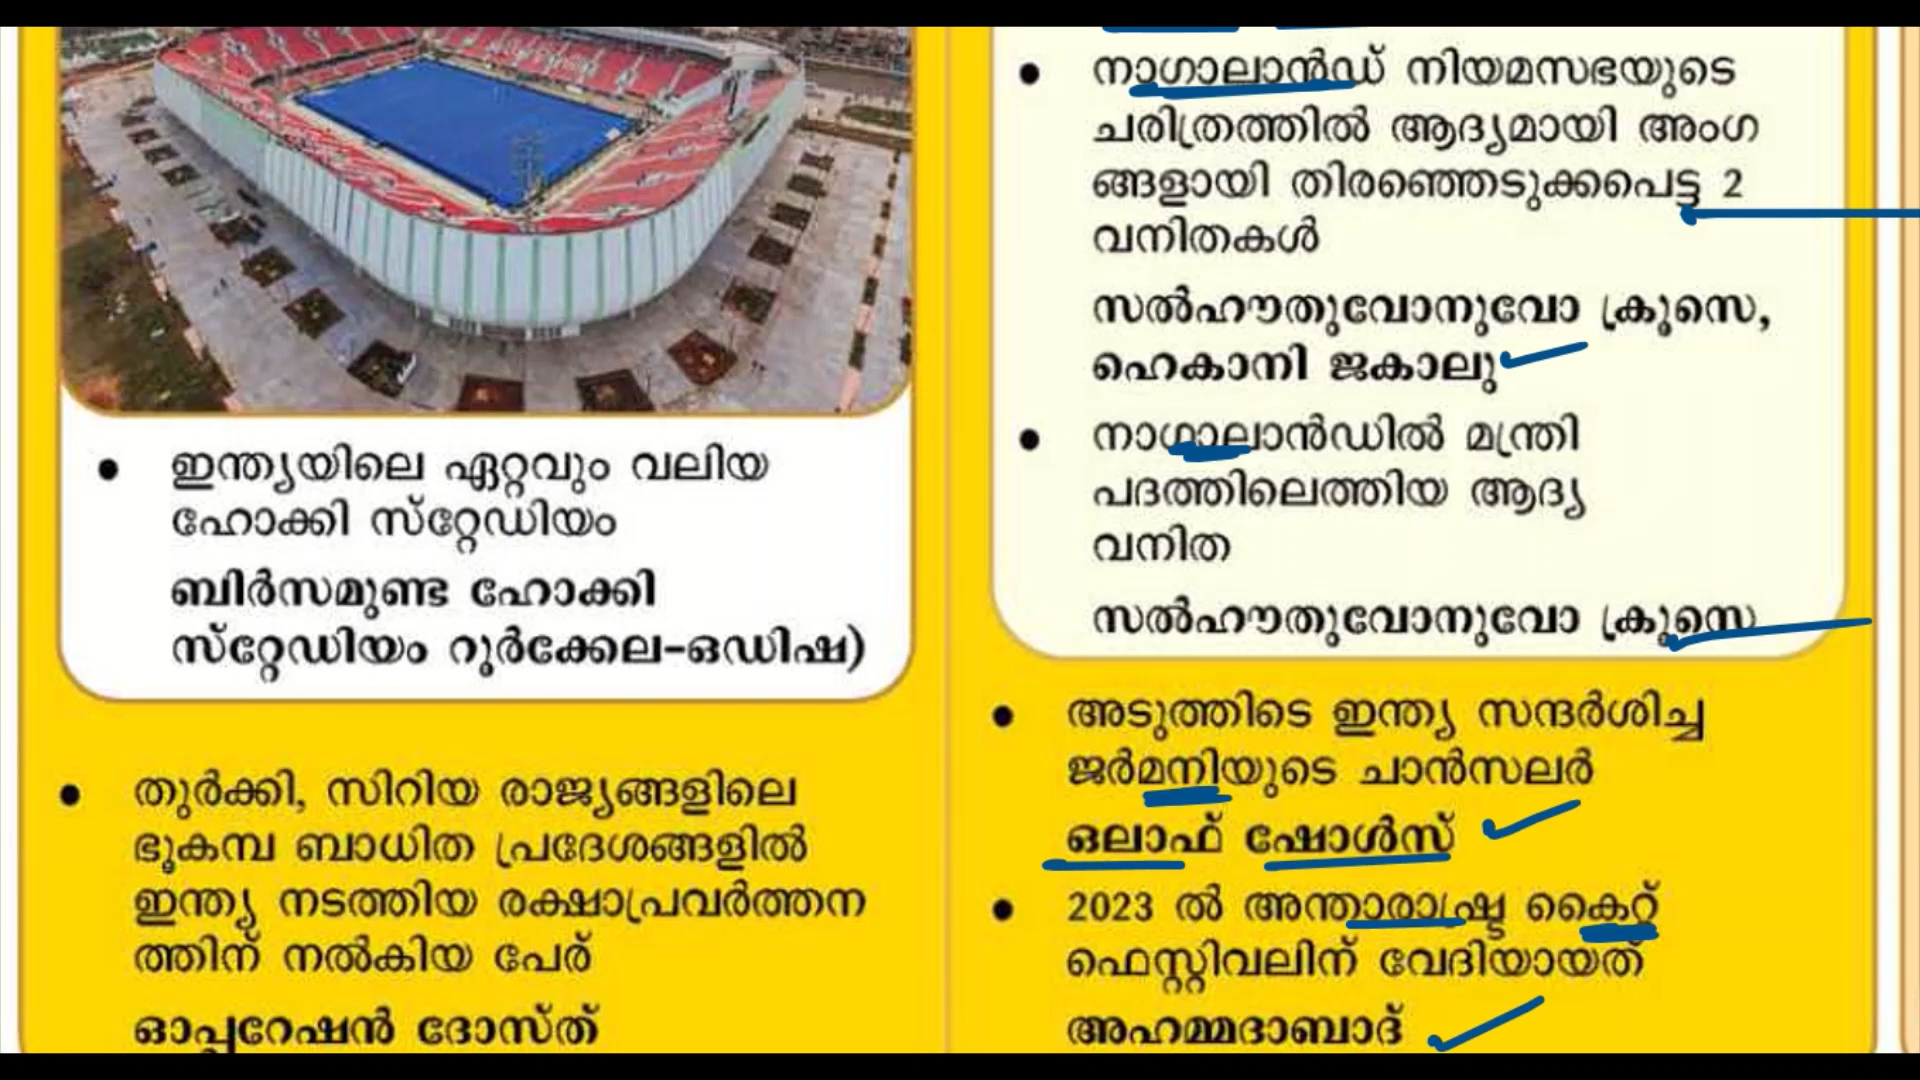 ഇന്ത്യയിലെ ഏറ്റവും വലിയ
ഹോക്കി സ്റ്റേഡിയം
ബിർസമുണ്ട ഹോക്കി
സ്റ്റേഡിയം റൂർക്കേല-ഒഡിഷ)
തുർക്കി, സിറിയ രാജ്യങ്ങളിലെ
ഭൂകമ്പ ബാധിത പ്രദേശങ്ങളിൽ
ഇന്ത്യ നടത്തിയ രക്ഷാപ്രവർത്തന
ത്തിന് നൽകിയ പേര്
ഓപ്പറേഷൻ ദോസ്ത്
നാഗാലാൻഡ് നിയമസഭയുടെ
ചരിത്രത്തിൽ ആദ്യമായി അംഗ
ങ്ങളായി തിരഞ്ഞെടുക്കപെട്ട 2
വനിതകൾ
സൽഹൗതുവോനുവോ ക്രൂസെ,
ഹെകാനി ജകാലു
നാഗാലാൻഡിൽ മന്ത്രി
പദത്തിലെത്തിയ ആദ്യ
വനിത
സൽഹൗതുവോനുവോ ക്രൂസെ
അടുത്തിടെ ഇന്ത്യ സന്ദർശിച്ച
ജർമനിയുടെ ചാൻസലർ
ഒലാഫ് ഷോൾസ്
2023 ൽ അന്താരാഷ്ട്ര കൈറ്റ്
ഫെസ്റ്റിവലിന് വേദിയായത്
അഹമ്മദാബാദ്